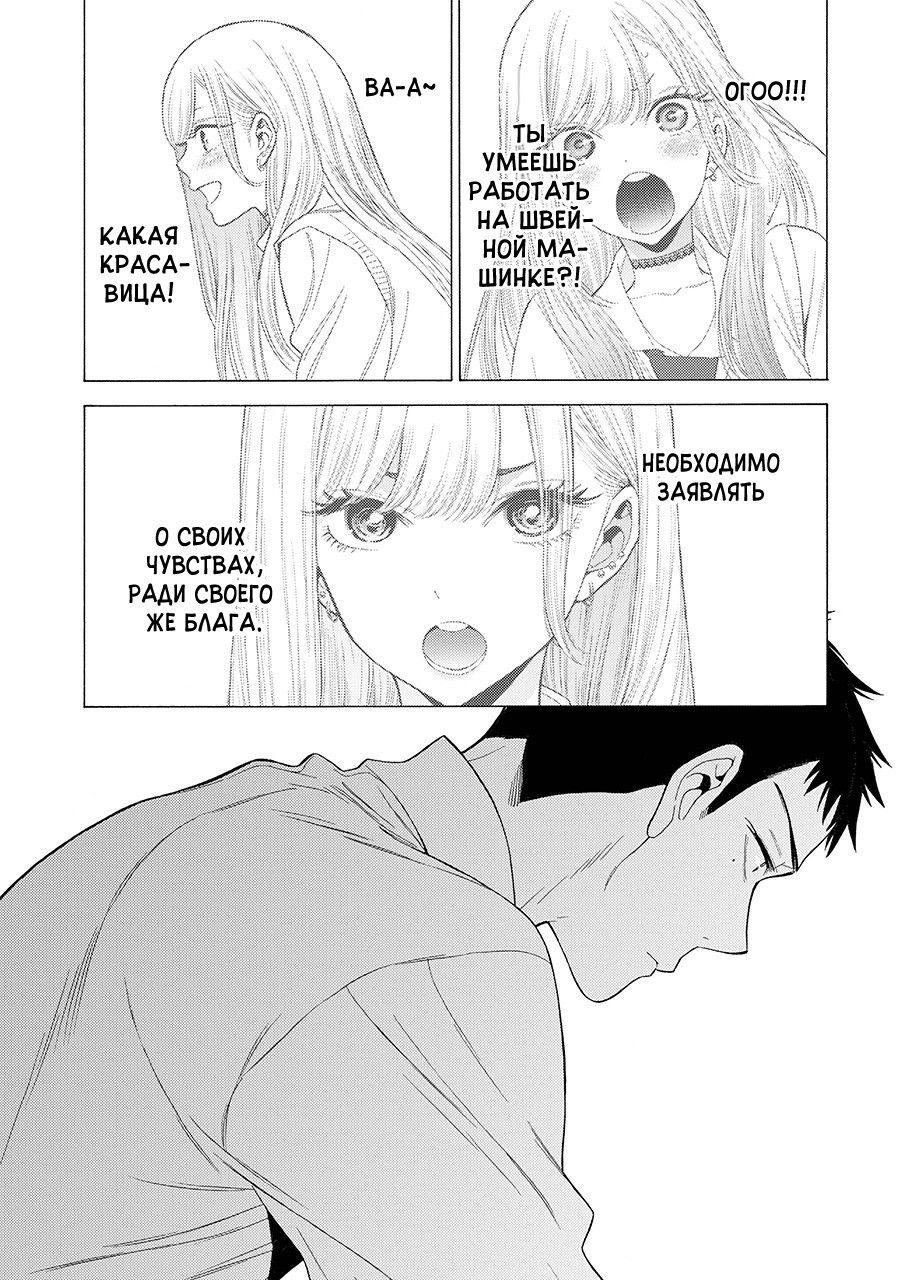 ОГОО!!!
ТЫ
УМЕЕШЬ
РАБОТАТЬ
НА ШВЕЙ-
НОЙ МА-
ШИНКЕ?!
ВА-А~
КАКАЯ
КРАСА-
ВИЦА!
НЕОБХОДИМО
ЗАЯВЛЯТЬ
О СВОИХ
ЧУВСТВАХ,
РАДИ СВОЕГО
ЖЕ БЛАГА.